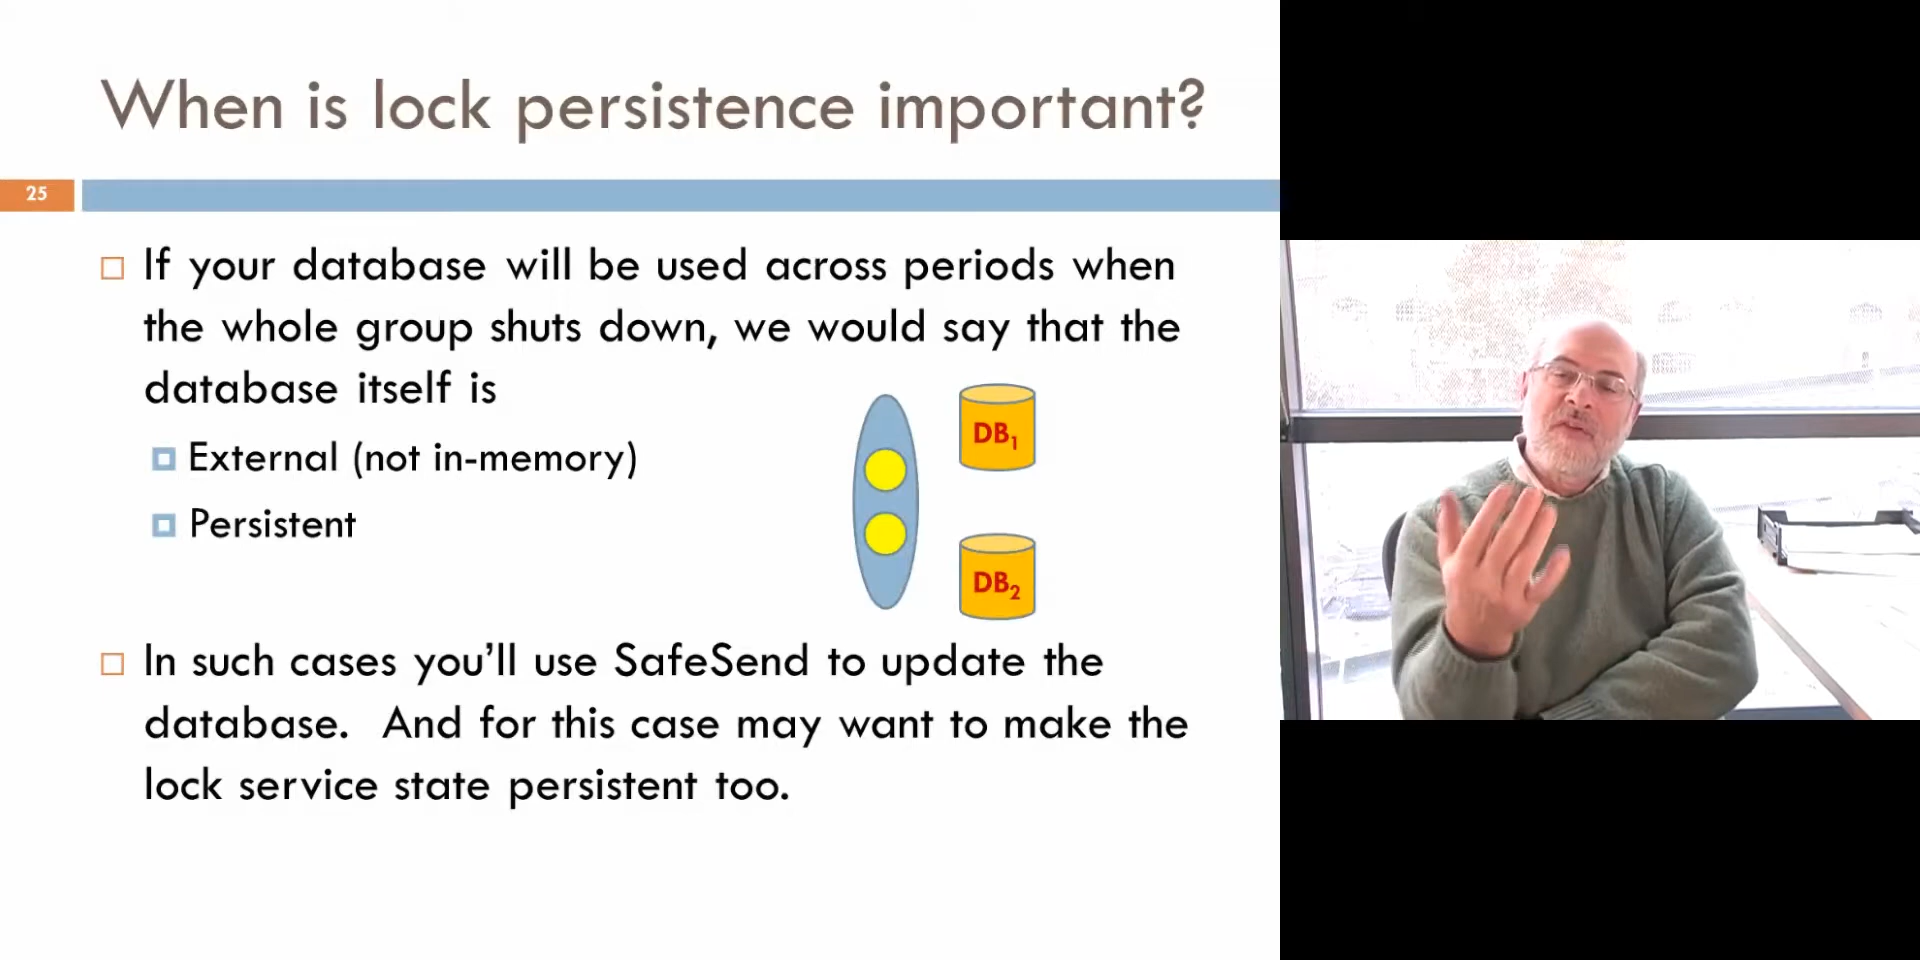 When is lock persistence important?
25
If your database will be used across periods when
the whole group shuts down, we would say that the
database itself is
External (not in-memory)
Persistent
DB1
DB2
In such cases you’ll use SafeSend to update the
database. And for this case may want to make the
lock service state persistent too.